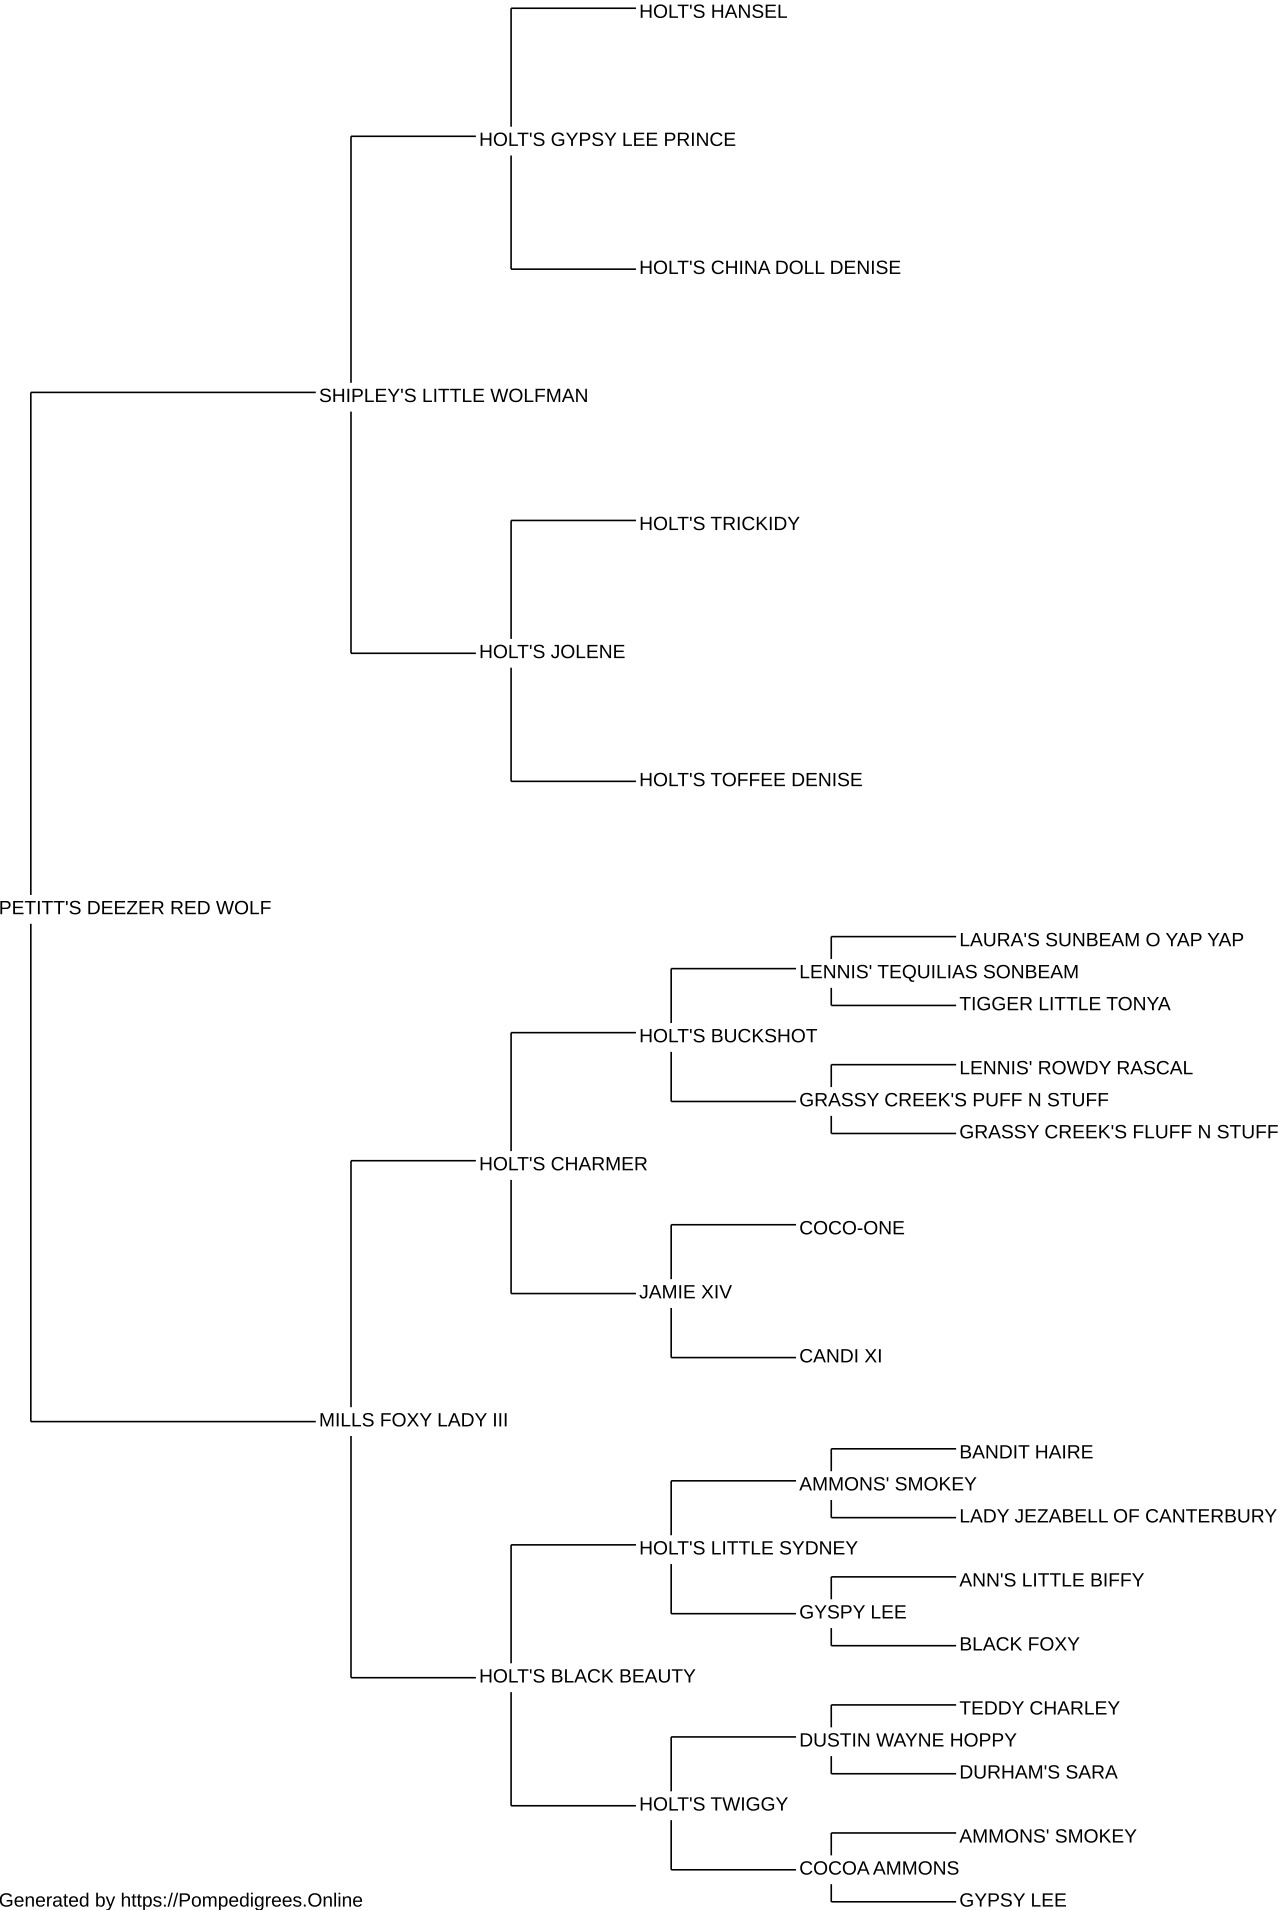 HOLT'S HANSEL
HOLT'S GYPSY LEE PRINCE
HOLT'S CHINA DOLL DENISE
SHIPLEY'S LITTLE WOLFMAN
HOLT'S TRICKIDY
HOLT'S JOLENE
HOLT'S TOFFEE DENISE
PETITT'S DEEZER RED WOLF
LAURA'S SUNBEAM O YAP YAP
LENNIS' TEQUILIAS SONBEAM
TIGGER LITTLE TONYA
HOLT'S BUCKSHOT
LENNIS' ROWDY RASCAL
GRASSY CREEK'S PUFF N STUFF
GRASSY CREEK'S FLUFF N STUFF
HOLT'S CHARMER
COCO-ONE
JAMIE XIV
CANDI XI
MILLS FOXY LADY III
BANDIT HAIRE
AMMONS' SMOKEY
LADY JEZABELL OF CANTERBURY
HOLT'S LITTLE SYDNEY
ANN'S LITTLE BIFFY
GYSPY LEE
BLACK FOXY
HOLT'S BLACK BEAUTY
TEDDY CHARLEY
DUSTIN WAYNE HOPPY
DURHAM'S SARA
HOLT'S TWIGGY
AMMONS' SMOKEY
COCOA AMMONS
GYPSY LEE
Generated by https://Pompedigrees.Online